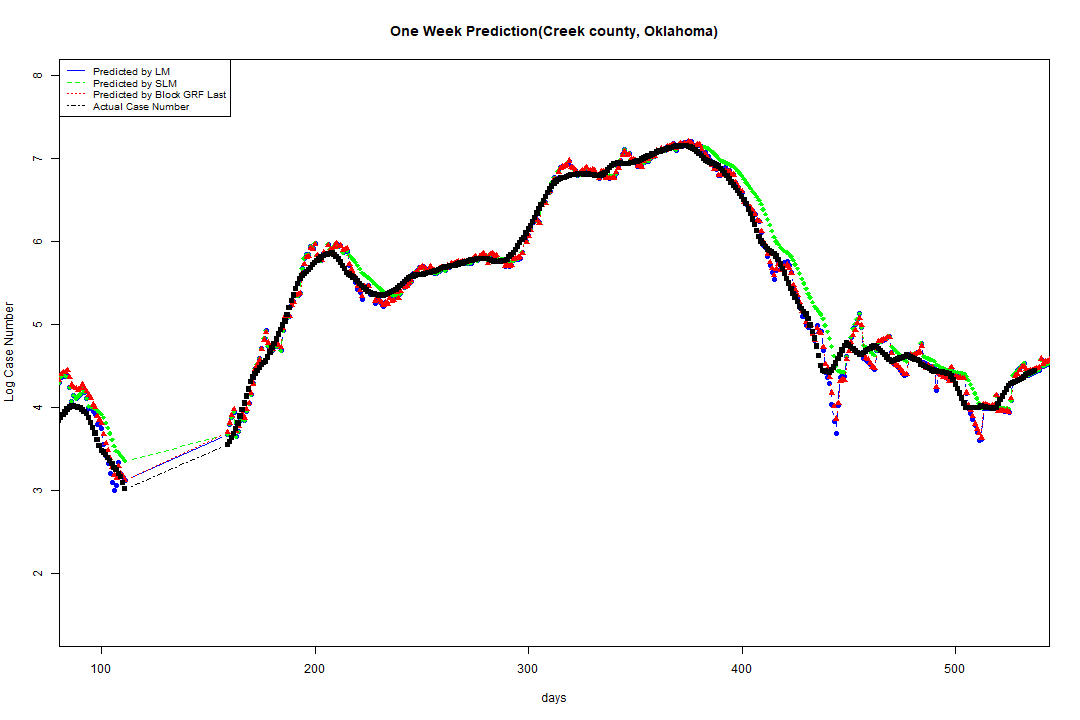 One Week Prediction(Creek county, Oklahoma)
Predicted by LM
Predicted by SLM
Predicted by Block GRF Last
Actual Case Number
8
7
6
5
4
3
2
Log Case Number
100 200 300 400 500
days